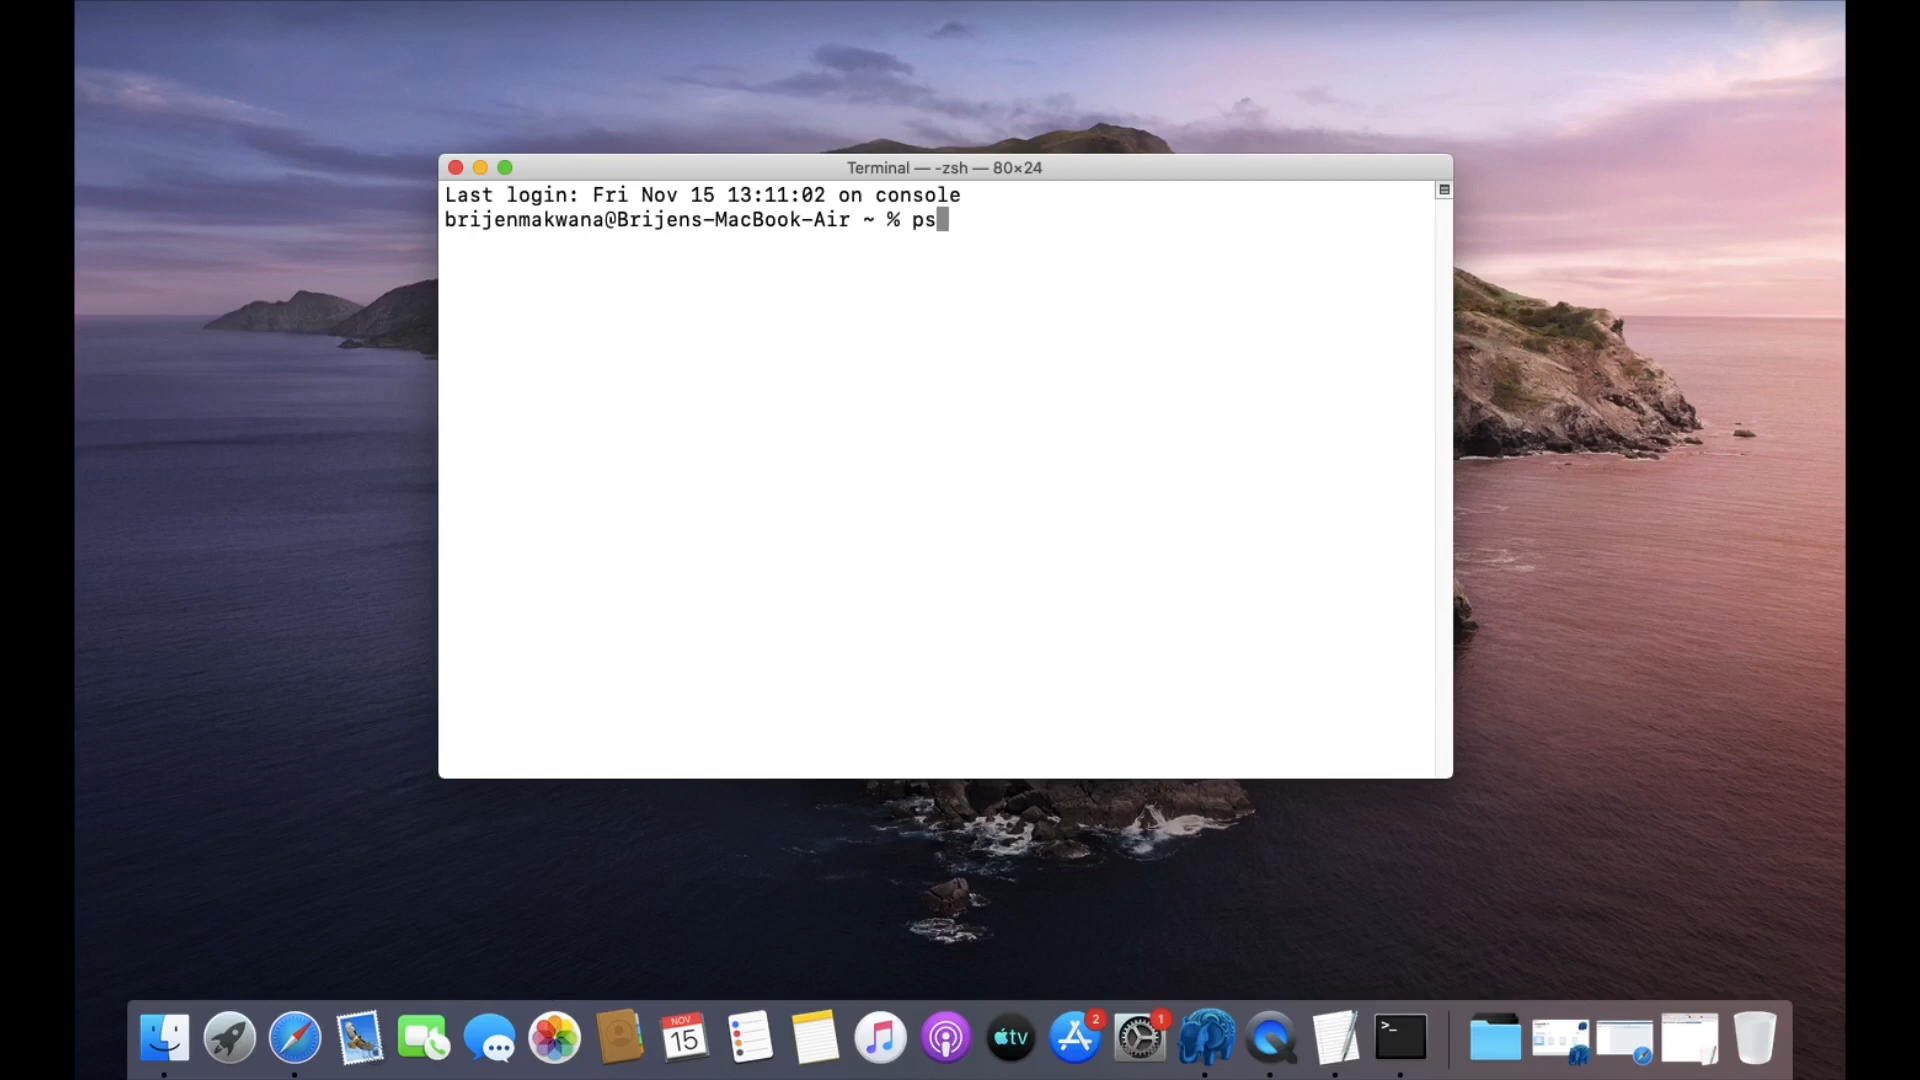 Terminal — -zsh — 80×24
Last login: Fri Nov 15 13:11:02 on console
brijenmakwana@Brijens-MacBook-Air ~ % ps
NOV
15
tv
2
1
>_